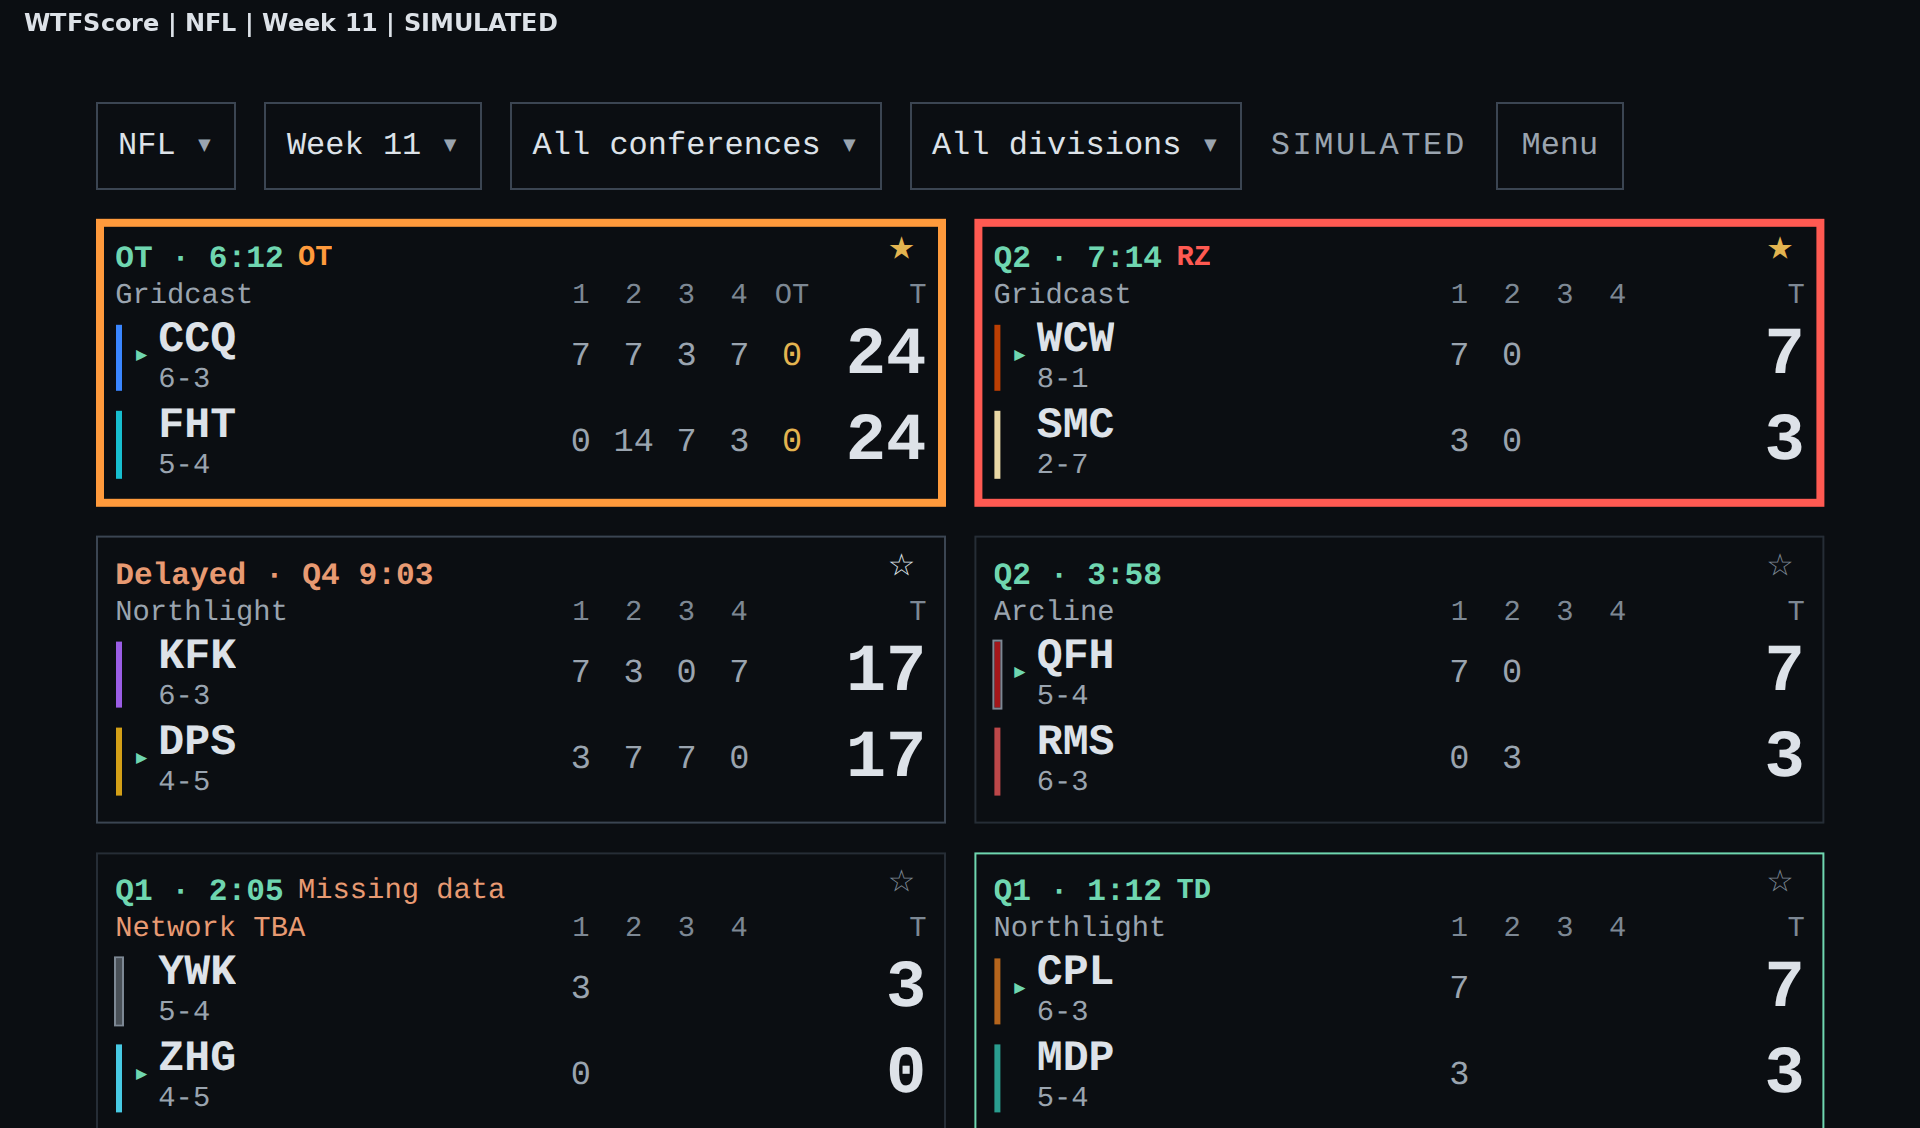 WTFScore | NFL | Week 11 | SIMULATED
NFL ▼ Week 11 ▼ All conferences ▼ All divisions ▼ SIMULATED Menu
OT · 6:12 OT ★
Gridcast 1 2 3 4 OT T
▶ CCQ 7 7 3 7 0 24
6-3
FHT 0 14 7 3 0 24
5-4
Q2 · 7:14 RZ ★
Gridcast 1 2 3 4 T
▶ WCW 7 0 7
8-1
SMC 3 0 3
2-7
Delayed · Q4 9:03 ☆
Northlight 1 2 3 4 T
KFK 7 3 0 7 17
6-3
▶ DPS 3 7 7 0 17
4-5
Q2 · 3:58 ☆
Arcline 1 2 3 4 T
▶ QFH 7 0 7
5-4
RMS 0 3 3
6-3
Q1 · 2:05 Missing data ☆
Network TBA 1 2 3 4 T
YWK 3 3
5-4
▶ ZHG 0 0
4-5
Q1 · 1:12 TD ☆
Northlight 1 2 3 4 T
▶ CPL 7 7
6-3
MDP 3 3
5-4